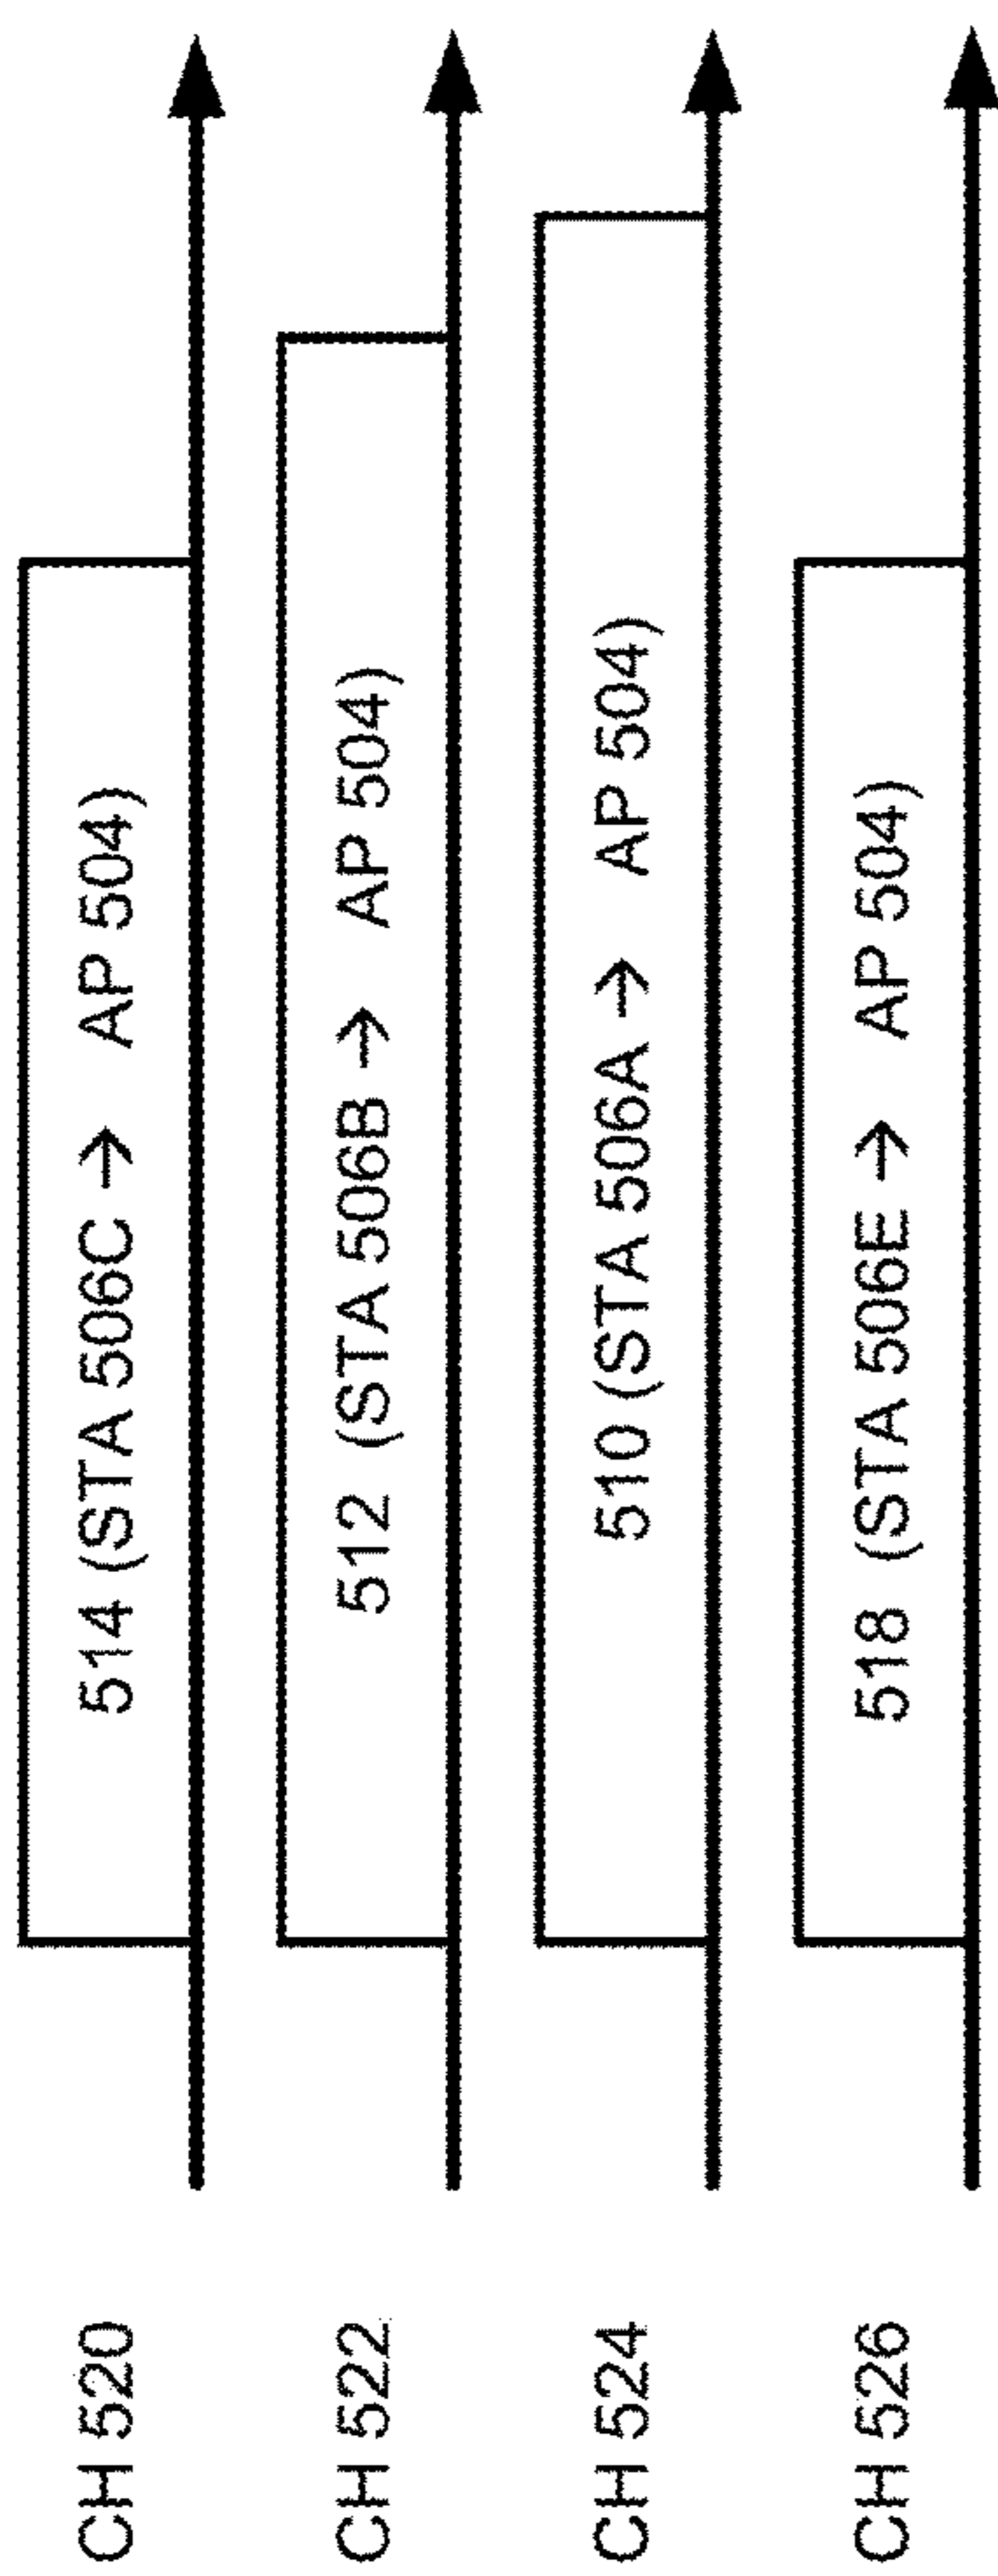 CH 520 514 (STA 506C → AP 504)
CH 522 512 (STA 506B → AP 504)
CH 524 510 (STA 506A → AP 504)
CH 526 518 (STA 506E → AP 504)